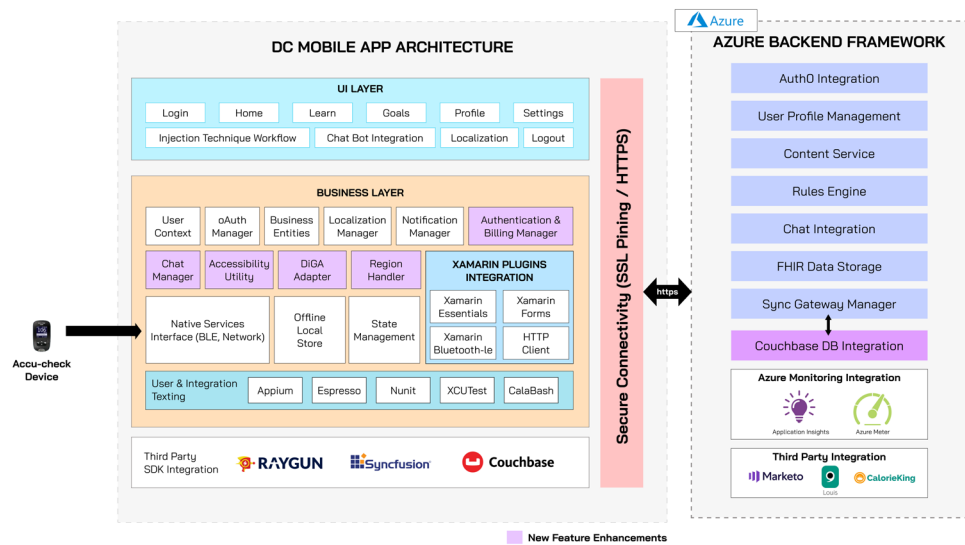 Azure
DC MOBILE APP ARCHITECTURE
AZURE BACKEND FRAMEWORK
UI LAYER
Login
Home
Learn
Goals
Profile
Settings
Injection Technique Workflow
Chat Bot Integration
Localization
Logout
BUSINESS LAYER
User
Context
oAuth
Manager
Business
Entities
Localization
Manager
Notification
Manager
Authentication &
Billing Manager
Chat
Manager
Accessibility
Utility
DiGA
Adapter
Region
Handler
XAMARIN PLUGINS
INTEGRATION
Xamarin
Essentials
Xamarin
Forms
Xamarin
Bluetooth-le
HTTP
Client
Native Services
Interface (BLE, Network)
Offline
Local
Store
State
Management
User & Integration
Texting
Appium
Espresso
Nunit
XCUTest
CalaBash
Third Party
SDK Integration
RAYGUN
Syncfusion
Couchbase
Accu-check
Device
Secure Connectivity (SSL Pining / HTTPS)
https
Auth0 Integration
User Profile Management
Content Service
Rules Engine
Chat Integration
FHIR Data Storage
Sync Gateway Manager
Couchbase DB Integration
Azure Monitoring Integration
Application Insights
Azure Meter
Third Party Integration
Marketo
Louis
CalorieKing
New Feature Enhancements